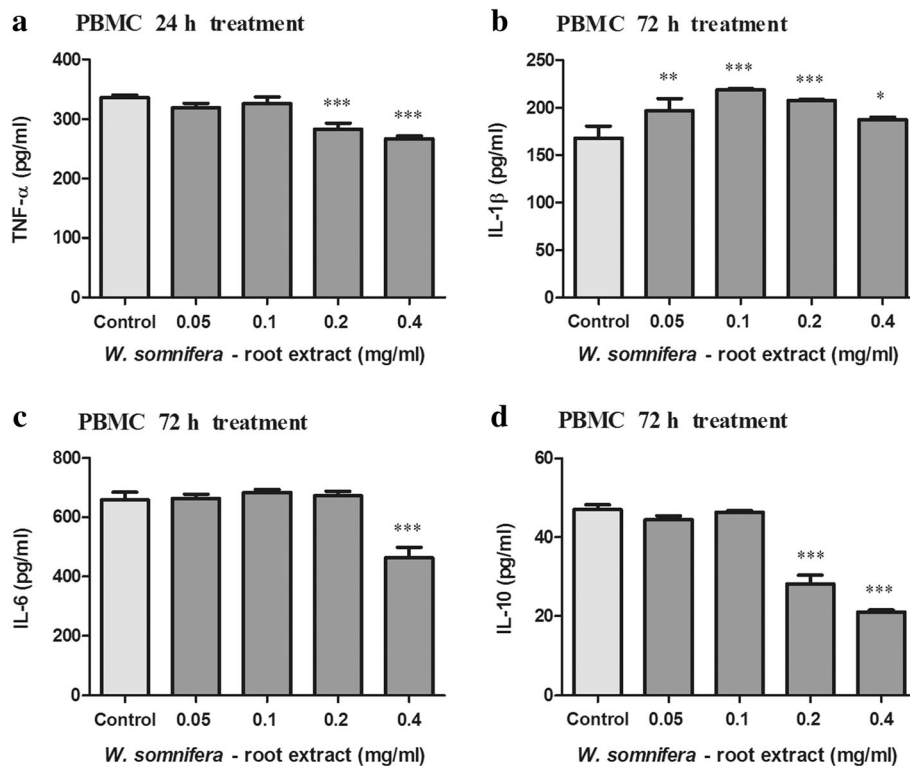 a PBMC 24 h treatment
TNF-α (pg/ml)
400
300
200
100
0
*** ***
Control 0.05 0.1 0.2 0.4
W. somnifera - root extract (mg/ml)
b PBMC 72 h treatment
IL-1β (pg/ml)
250
200
150
100
50
0
** *** *** *
Control 0.05 0.1 0.2 0.4
W. somnifera - root extract (mg/ml)
c PBMC 72 h treatment
IL-6 (pg/ml)
800
600
400
200
0
***
Control 0.05 0.1 0.2 0.4
W. somnifera - root extract (mg/ml)
d PBMC 72 h treatment
IL-10 (pg/ml)
60
40
20
0
*** ***
Control 0.05 0.1 0.2 0.4
W. somnifera - root extract (mg/ml)